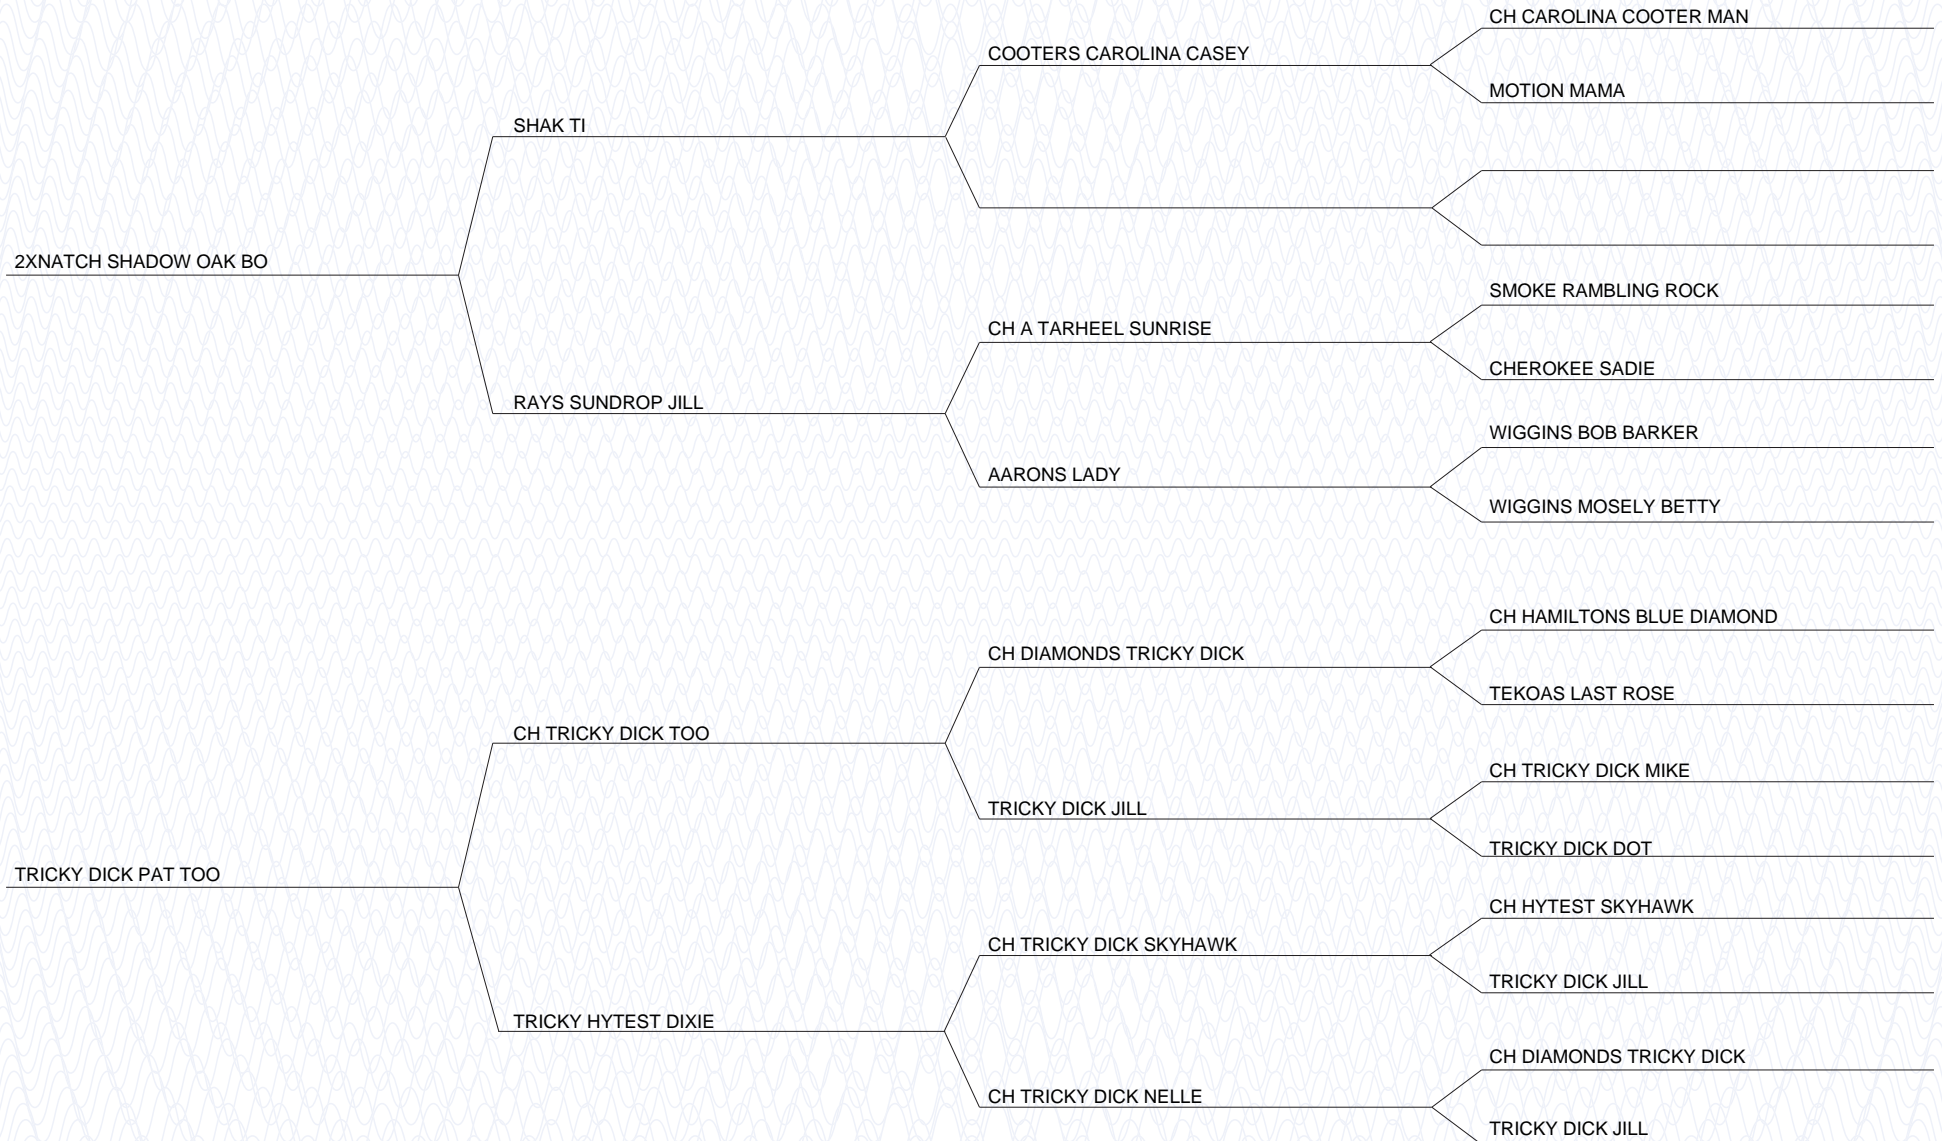 CH CAROLINA COOTER MAN
COOTERS CAROLINA CASEY
MOTION MAMA
SHAK TI
2XNATCH SHADOW OAK BO
SMOKE RAMBLING ROCK
CH A TARHEEL SUNRISE
CHEROKEE SADIE
RAYS SUNDROP JILL
WIGGINS BOB BARKER
AARONS LADY
WIGGINS MOSELY BETTY
CH HAMILTONS BLUE DIAMOND
CH DIAMONDS TRICKY DICK
TEKOAS LAST ROSE
CH TRICKY DICK TOO
CH TRICKY DICK MIKE
TRICKY DICK JILL
TRICKY DICK DOT
TRICKY DICK PAT TOO
CH HYTEST SKYHAWK
CH TRICKY DICK SKYHAWK
TRICKY DICK JILL
TRICKY HYTEST DIXIE
CH DIAMONDS TRICKY DICK
CH TRICKY DICK NELLE
TRICKY DICK JILL